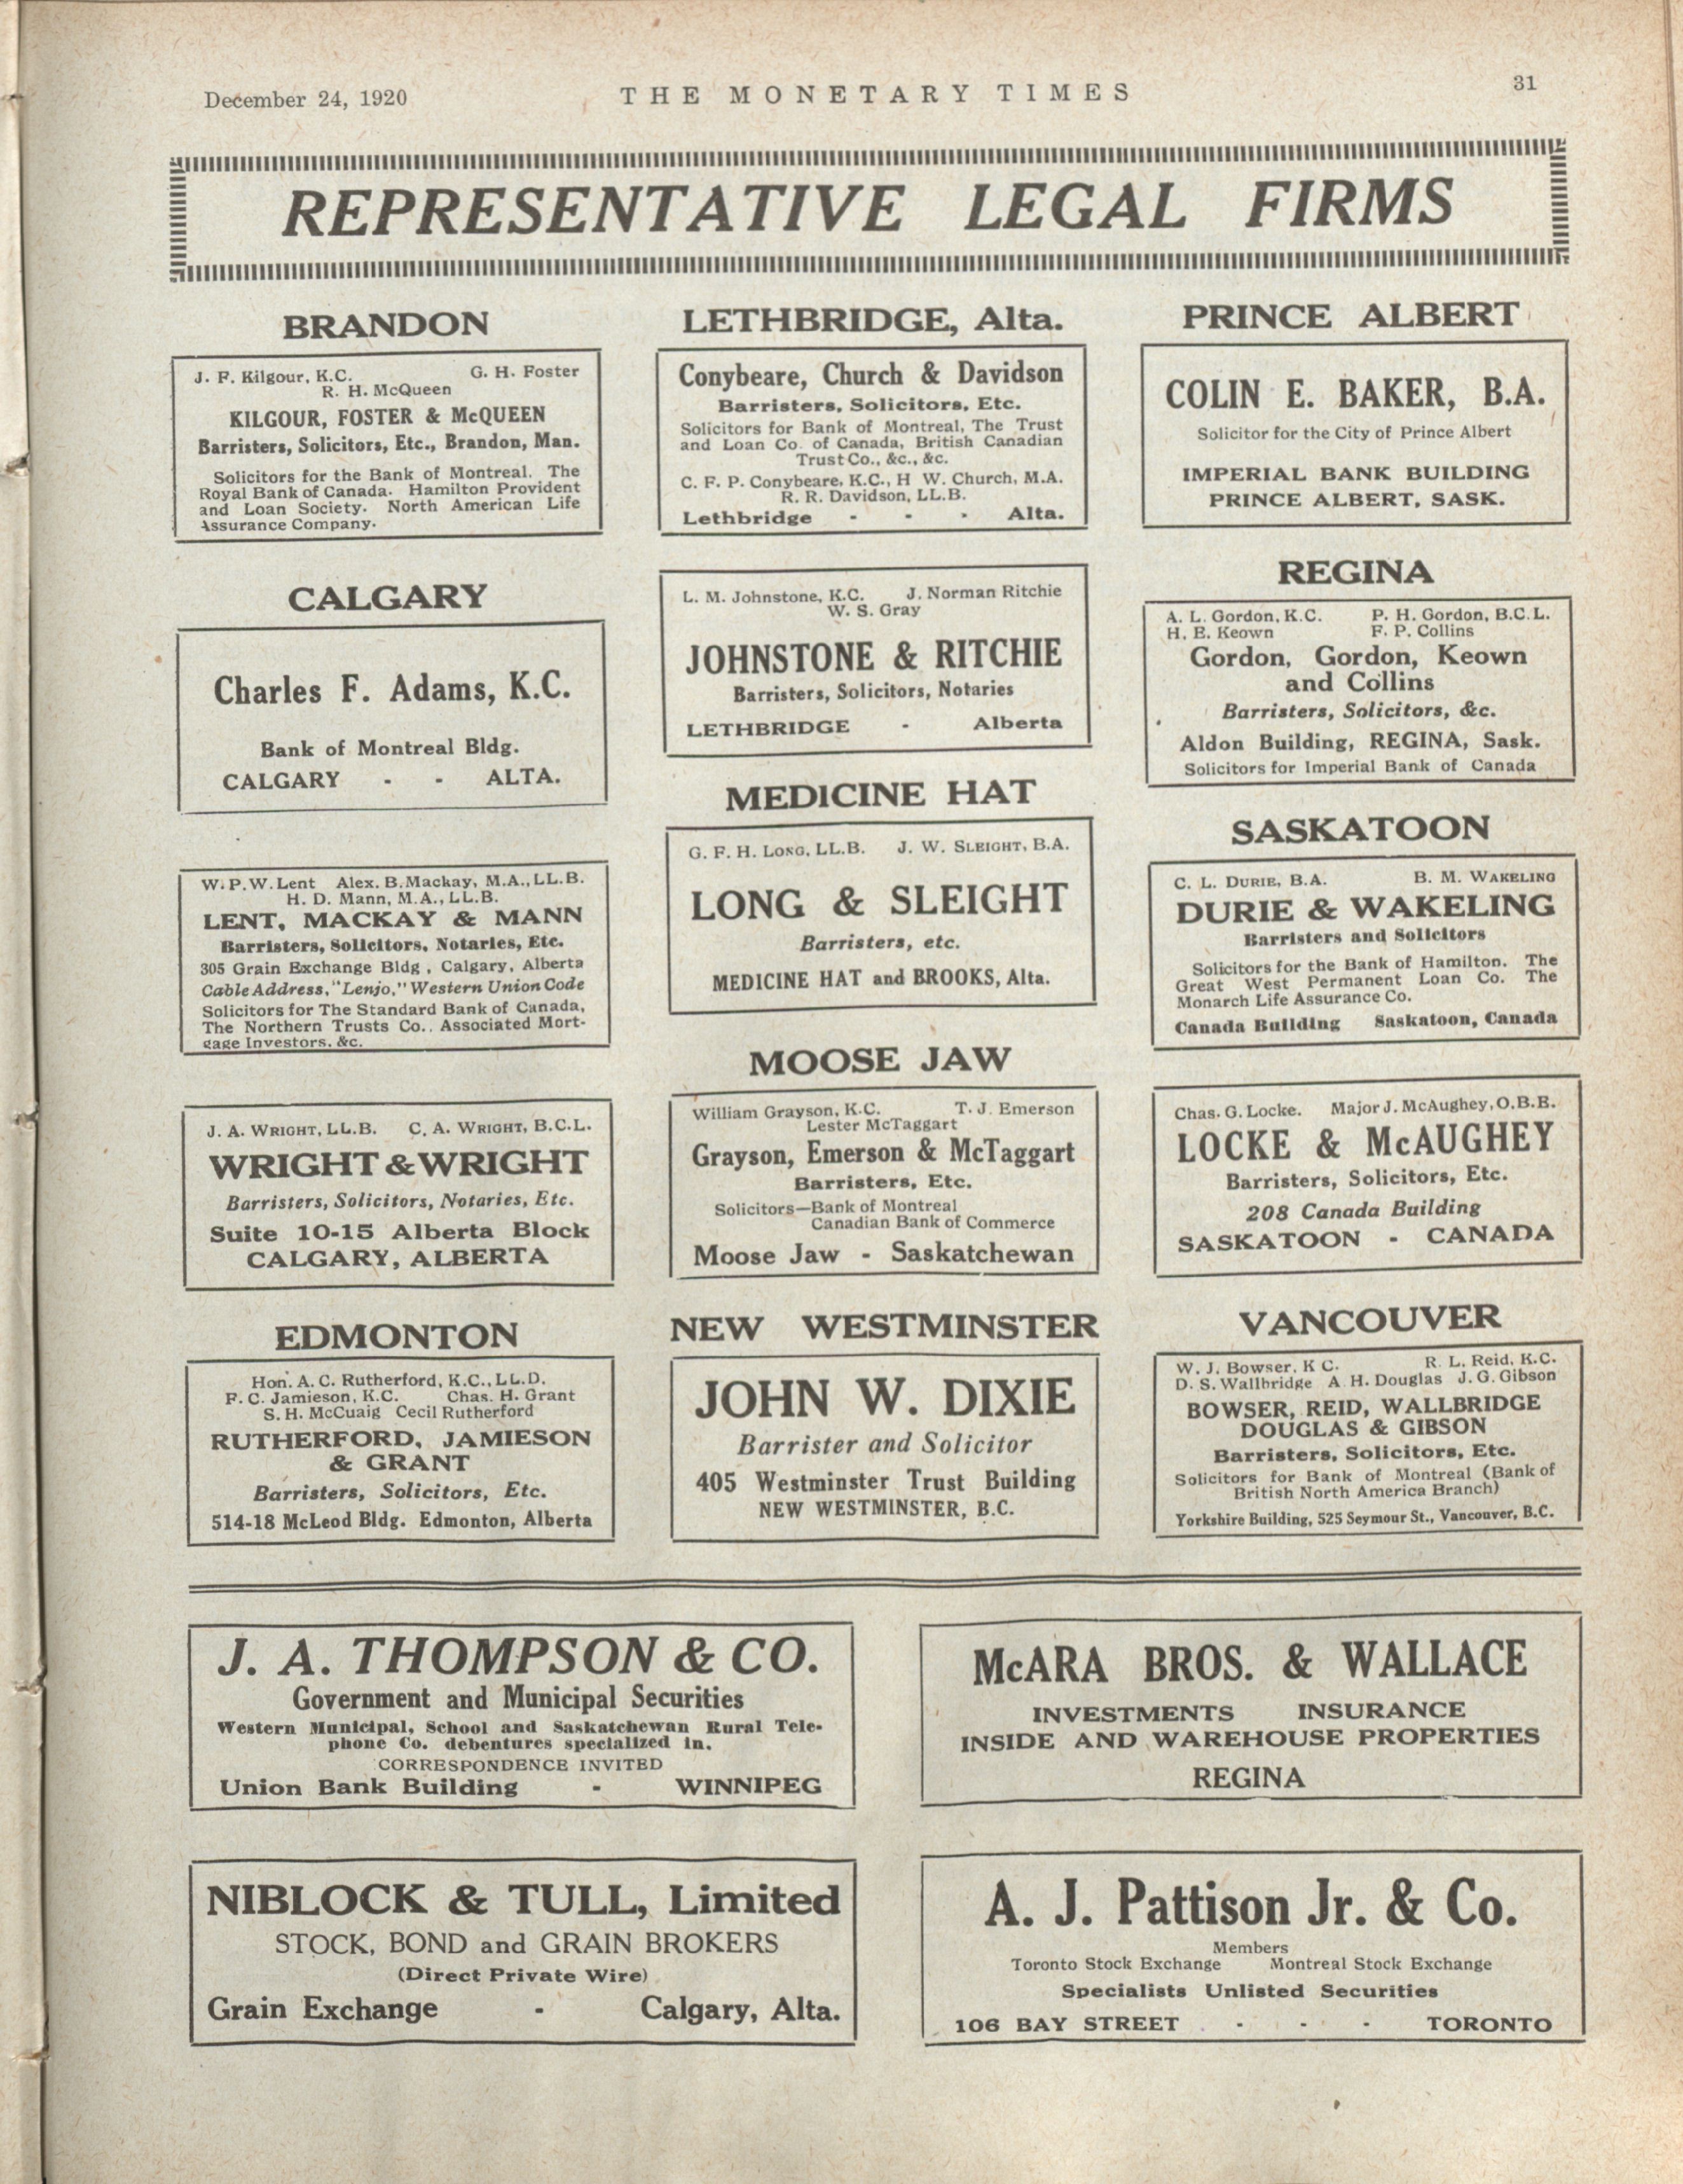 December 24, 1920
THE MONETARY TIMES
31
REPRESENTATIVE LEGAL FIRMS
BRANDON
J. F. Kilgour, K.C. G. H. Foster
R. H. McQueen
KILGOUR, FOSTER & McQUEEN
Barristers, Solicitors, Etc., Brandon, Man.
Solicitors for the Bank of Montreal. The
Royal Bank of Canada. Hamilton Provident
and Loan Society. North American Life
Assurance Company.
CALGARY
Charles F. Adams, K.C.
Bank of Montreal Bldg.
CALGARY - - ALTA.
W. P. W. Lent Alex. B. Mackay, M.A., LL.B.
H. D. Mann, M.A., LL.B.
LENT, MACKAY & MANN
Barristers, Solicitors, Notaries, Etc.
305 Grain Exchange Bldg., Calgary, Alberta
Cable Address, "Lenjo," Western Union Code
Solicitors for The Standard Bank of Canada,
The Northern Trusts Co., Associated Mort-
gage Investors, &c.
J. A. WRIGHT, LL.B. C. A. WRIGHT, B.C.L.
WRIGHT & WRIGHT
Barristers, Solicitors, Notaries, Etc.
Suite 10-15 Alberta Block
CALGARY, ALBERTA
EDMONTON
Hon. A. C. Rutherford, K.C., LL.D.
F. C. Jamieson, K.C. Chas. H. Grant
S. H. McCuaig Cecil Rutherford
RUTHERFORD, JAMIESON
& GRANT
Barristers, Solicitors, Etc.
514-18 McLeod Bldg. Edmonton, Alberta
LETHBRIDGE, Alta.
Conybeare, Church & Davidson
Barristers, Solicitors, Etc.
Solicitors for Bank of Montreal, The Trust
and Loan Co. of Canada, British Canadian
Trust Co., &c., &c.
C. F. P. Conybeare, K.C., H W. Church, M.A.
R. R. Davidson, LL.B.
Lethbridge - - - Alta.
L. M. Johnstone, K.C. J. Norman Ritchie
W. S. Gray
JOHNSTONE & RITCHIE
Barristers, Solicitors, Notaries
LETHBRIDGE - Alberta
MEDICINE HAT
G. F. H. LONG, LL.B. J. W. SLEIGHT, B.A.
LONG & SLEIGHT
Barristers, etc.
MEDICINE HAT and BROOKS, Alta.
MOOSE JAW
William Grayson, K.C. T. J. Emerson
Lester McTaggart
Grayson, Emerson & McTaggart
Barristers, Etc.
Solicitors—Bank of Montreal
Canadian Bank of Commerce
Moose Jaw - Saskatchewan
NEW WESTMINSTER
JOHN W. DIXIE
Barrister and Solicitor
405 Westminster Trust Building
NEW WESTMINSTER, B.C.
PRINCE ALBERT
COLIN E. BAKER, B.A.
Solicitor for the City of Prince Albert
IMPERIAL BANK BUILDING
PRINCE ALBERT, SASK.
REGINA
A. L. Gordon, K.C. P. H. Gordon, B.C.L.
H. E. Keown F. P. Collins
Gordon, Gordon, Keown
and Collins
Barristers, Solicitors, &c.
Aldon Building, REGINA, Sask.
Solicitors for Imperial Bank of Canada
SASKATOON
C. L. DURIE, B.A. B. M. WAKELING
DURIE & WAKELING
Barristers and Solicitors
Solicitors for the Bank of Hamilton. The
Great West Permanent Loan Co. The
Monarch Life Assurance Co.
Canada Building Saskatoon, Canada
Chas. G. Locke. Major J. McAughey, O.B.E.
LOCKE & McAUGHEY
Barristers, Solicitors, Etc.
208 Canada Building
SASKATOON - CANADA
VANCOUVER
W. J. Bowser, K C. R. L. Reid, K.C.
D. S. Wallbridge A. H. Douglas J. G. Gibson
BOWSER, REID, WALLBRIDGE
DOUGLAS & GIBSON
Barristers, Solicitors, Etc.
Solicitors for Bank of Montreal (Bank of
British North America Branch)
Yorkshire Building, 525 Seymour St., Vancouver, B.C.
J. A. THOMPSON & CO.
Government and Municipal Securities
Western Municipal, School and Saskatchewan Rural Tele-
phone Co. debentures specialized in.
CORRESPONDENCE INVITED
Union Bank Building - WINNIPEG
McARA BROS. & WALLACE
INVESTMENTS INSURANCE
INSIDE AND WAREHOUSE PROPERTIES
REGINA
NIBLOCK & TULL, Limited
STOCK, BOND and GRAIN BROKERS
(Direct Private Wire)
Grain Exchange - Calgary, Alta.
A. J. Pattison Jr. & Co.
Members
Toronto Stock Exchange Montreal Stock Exchange
Specialists Unlisted Securities
106 BAY STREET - - - TORONTO